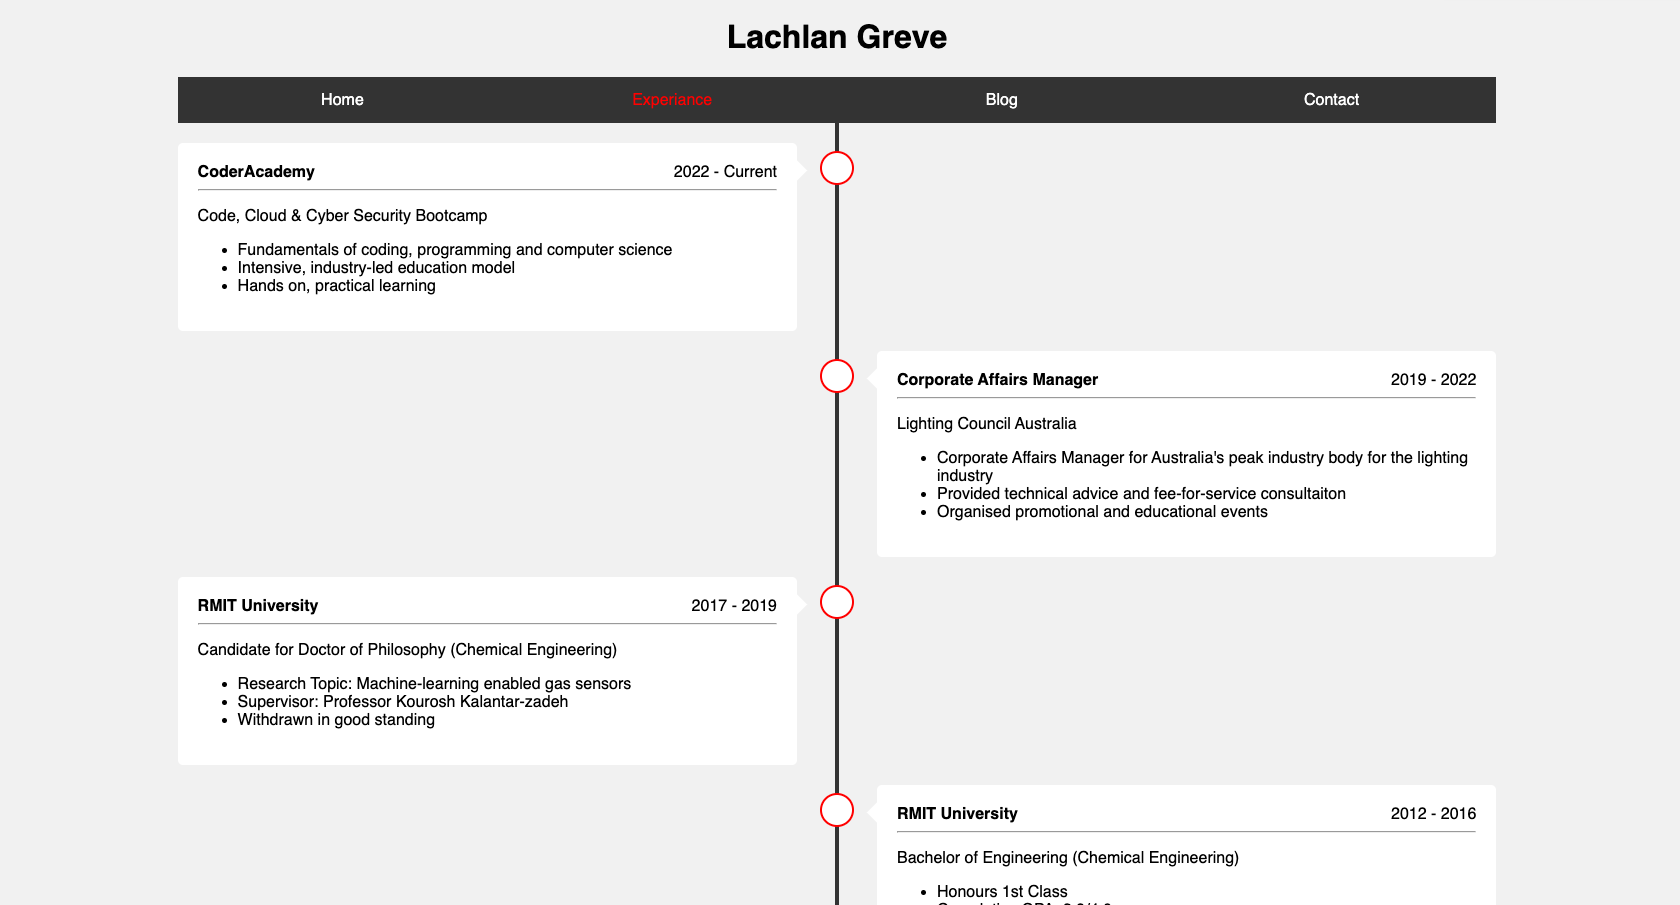 Lachlan Greve
Home Experiance Blog Contact
CoderAcademy 2022 - Current
Code, Cloud & Cyber Security Bootcamp
• Fundamentals of coding, programming and computer science
• Intensive, industry-led education model
• Hands on, practical learning
Corporate Affairs Manager 2019 - 2022
Lighting Council Australia
• Corporate Affairs Manager for Australia's peak industry body for the lighting
industry
• Provided technical advice and fee-for-service consultaiton
• Organised promotional and educational events
RMIT University 2017 - 2019
Candidate for Doctor of Philosophy (Chemical Engineering)
• Research Topic: Machine-learning enabled gas sensors
• Supervisor: Professor Kourosh Kalantar-zadeh
• Withdrawn in good standing
RMIT University 2012 - 2016
Bachelor of Engineering (Chemical Engineering)
• Honours 1st Class